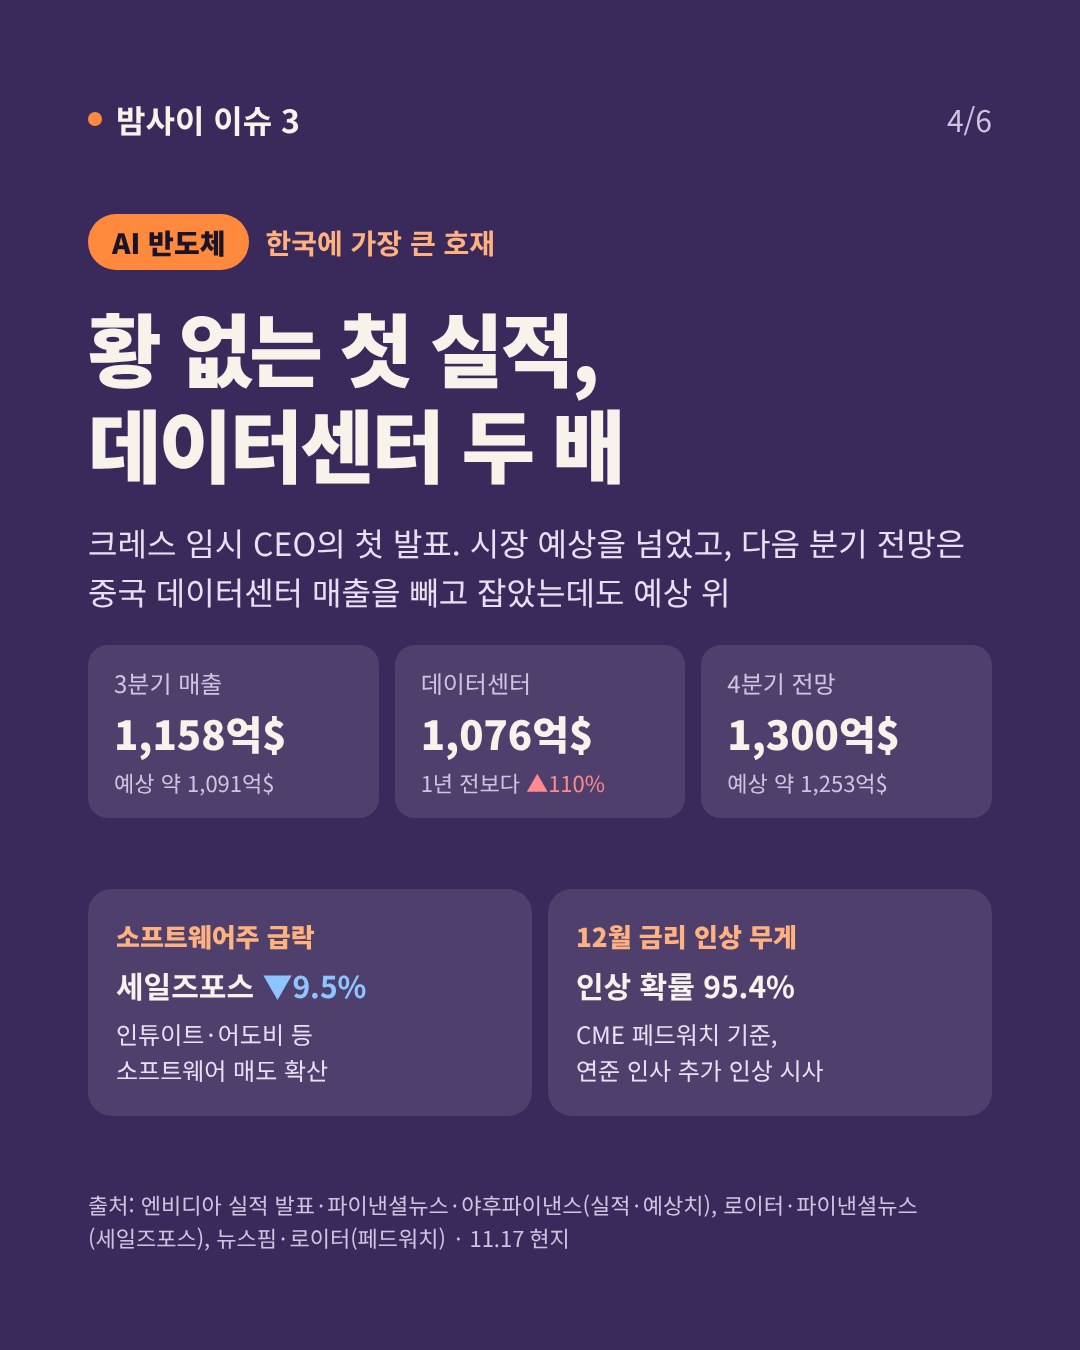 밤사이 이슈 3
4/6
AI 반도체
한국에 가장 큰 호재
황 없는 첫 실적,
데이터센터 두 배
크레스 임시 CEO의 첫 발표. 시장 예상을 넘었고, 다음 분기 전망은
중국 데이터센터 매출을 빼고 잡았는데도 예상 위
3분기 매출
1,158억$
예상 약 1,091억$
데이터센터
1,076억$
1년 전보다 ▲110%
4분기 전망
1,300억$
예상 약 1,253억$
소프트웨어주 급락
세일즈포스 ▼9.5%
인튜이트·어도비 등
소프트웨어 매도 확산
12월 금리 인상 무게
인상 확률 95.4%
CME 페드워치 기준,
연준 인사 추가 인상 시사
출처: 엔비디아 실적 발표·파이낸셜뉴스·야후파이낸스(실적·예상치), 로이터·파이낸셜뉴스
(세일즈포스), 뉴스핌·로이터(페드워치) · 11.17 현지